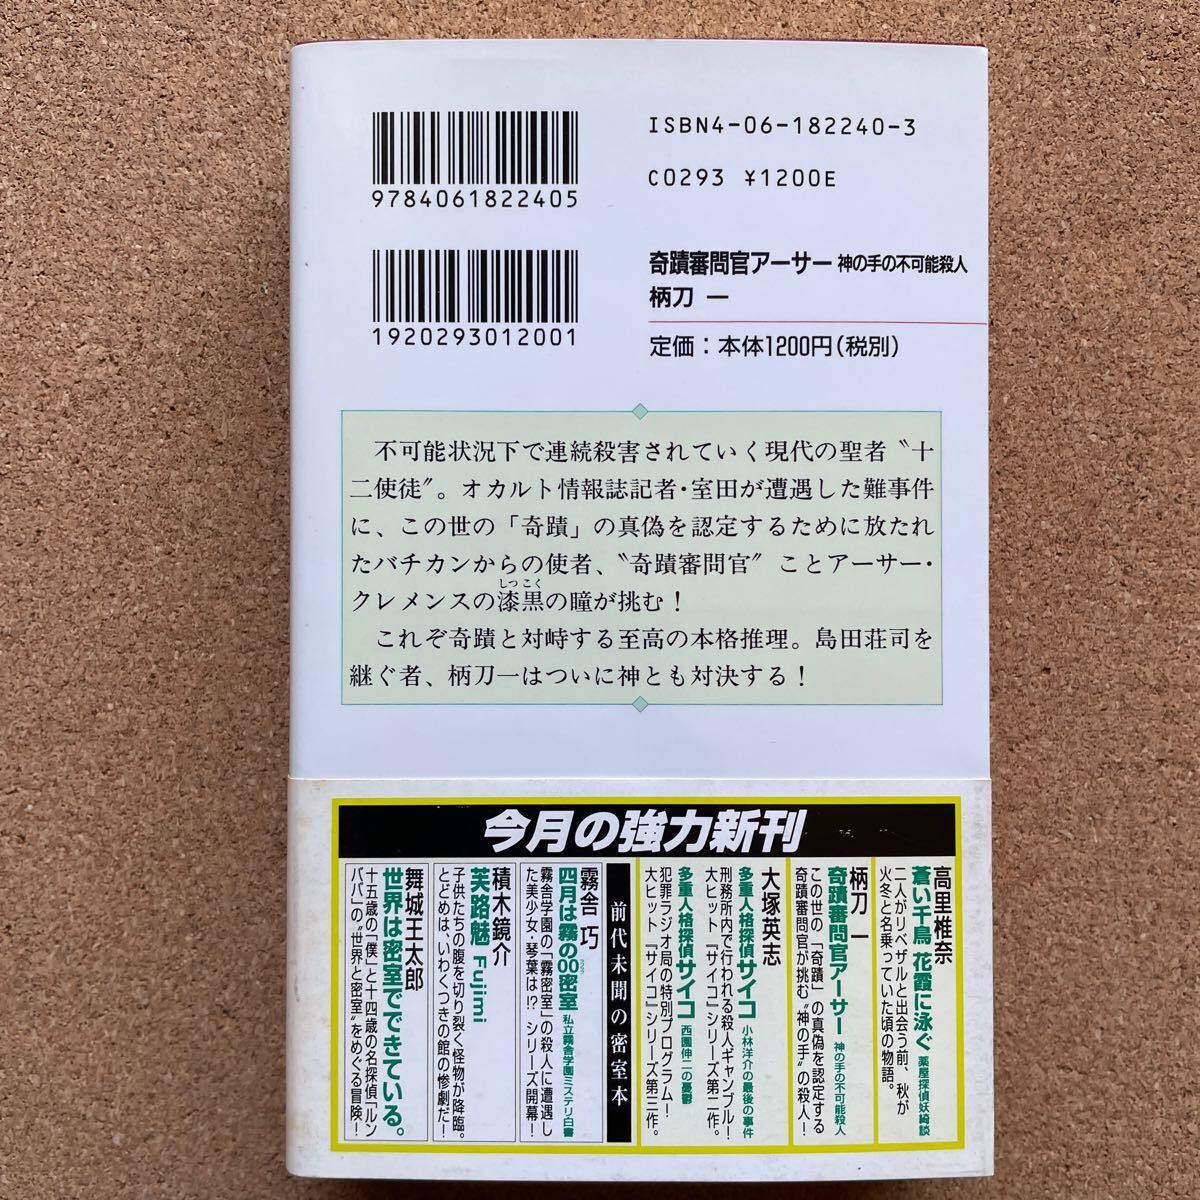 ISBN4-06-182240-3
C0293 ¥1200E
9784061822405
1920293012001
奇蹟審問官アーサー 神の手の不可能殺人
柄刀 一
定価：本体1200円（税別）
不可能状況下で連続殺害されていく現代の聖者〝十
二使徒〟。オカルト情報誌記者・室田が遭遇した難事件
に、この世の「奇蹟」の真偽を認定するために放たれ
たバチカンからの使者、〝奇蹟審問官〟ことアーサー・
クレメンスの漆黒の瞳が挑む！
しっこく
これぞ奇蹟と対峙する至高の本格推理。島田荘司を
継ぐ者、柄刀一はついに神とも対決する！
今月の強力新刊
高里椎奈
蒼い千鳥 花霞に泳ぐ 薬屋探偵妖綺談
二人がリベザルと出会う前、秋が
火冬と名乗っていた頃の物語。
柄刀 一
奇蹟審問官アーサー 神の手の不可能殺人
この世の「奇蹟」の真偽を認定する
奇蹟審問官が挑む〝神の手〟の殺人！
大塚英志
多重人格探偵サイコ 小林洋介の最後の事件
刑務所内で行われる殺人ギャンブル！
大ヒット『サイコ』シリーズ第二作。
多重人格探偵サイコ 西園伸二の憂鬱
犯罪ラジオ局の特別プログラム！
大ヒット『サイコ』シリーズ第三作。
前代未聞の密室本
霧舎 巧
四月は霧の00密室 私立霧舎学園ミステリ白書
ラブラブ
霧舎学園の「霧密室」の殺人に遭遇し
た美少女・琴葉は!? シリーズ開幕！
積木鏡介
芙路魅 Fujimi
子供たちの腹を切り裂く怪物が降臨。
とどめは、いわくつきの館の惨劇だ！
舞城王太郎
世界は密室でできている。
十五歳の「僕」と十四歳の名探偵「ルン
ババ」の〝世界と密室〟をめぐる冒険！